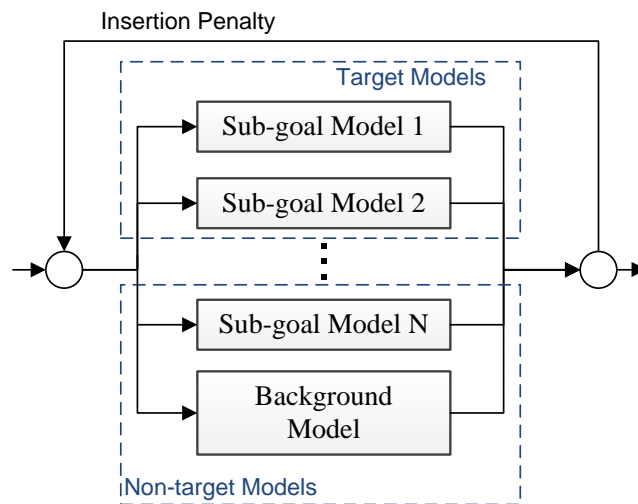 Insertion Penalty
Target Models
Sub-goal Model 1
Sub-goal Model 2
Sub-goal Model N
Background
Model
Non-target Models